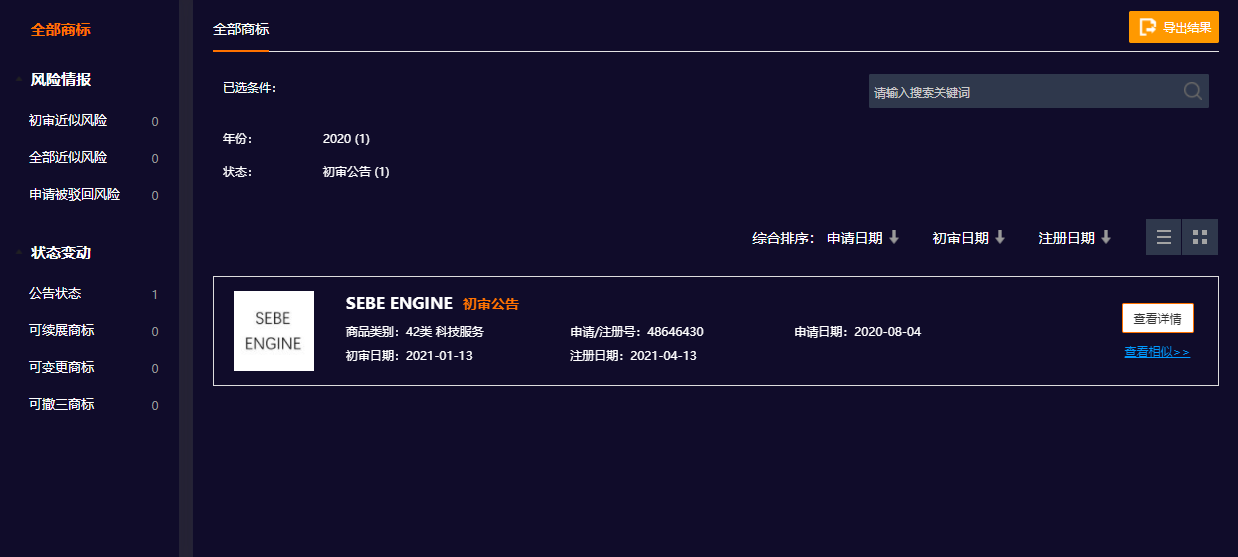 全部商标
风险情报
初审近似风险 0
全部近似风险 0
申请被驳回风险 0
状态变动
公告状态 1
可续展商标 0
可变更商标 0
可撤三商标 0
全部商标
导出结果
已选条件：
请输入搜索关键词
年份： 2020 (1)
状态： 初审公告 (1)
综合排序： 申请日期 初审日期 注册日期
SEBE
ENGINE
SEBE ENGINE 初审公告
商品类别：42类 科技服务 申请/注册号：48646430 申请日期：2020-08-04
初审日期：2021-01-13 注册日期：2021-04-13
查看详情
查看相似>>